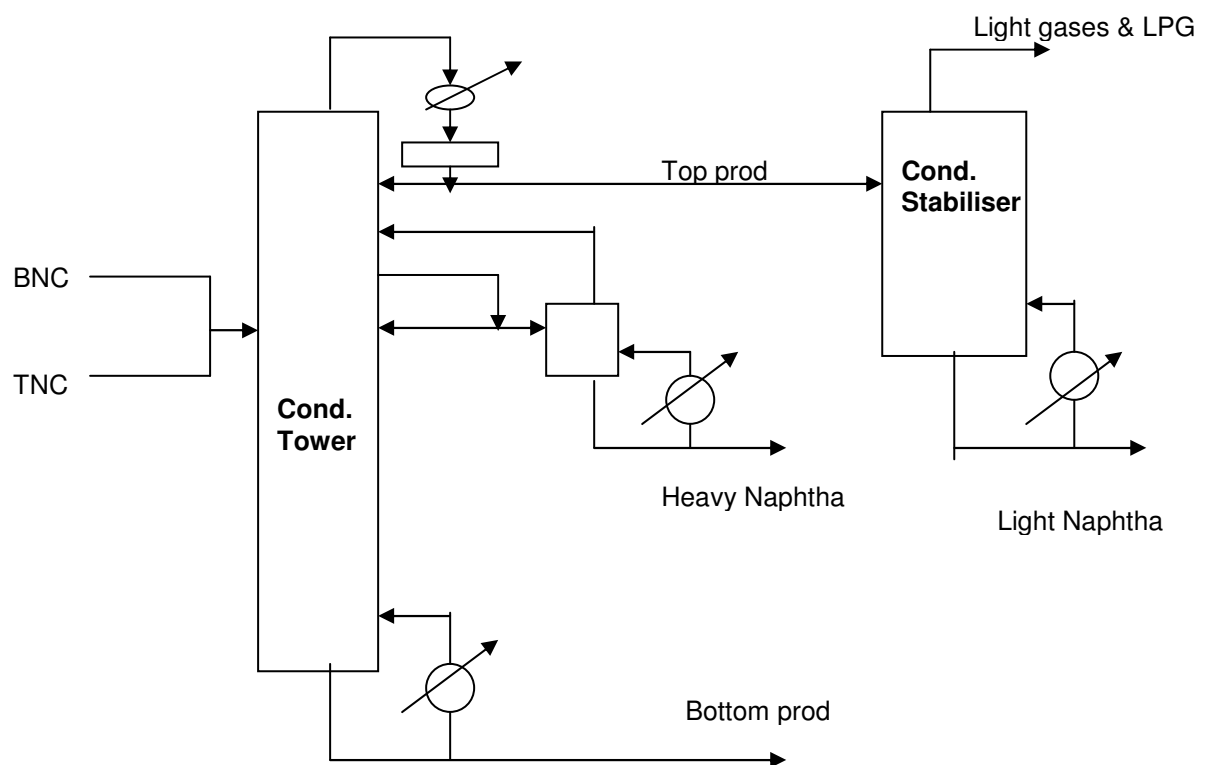 Light gases & LPG
Top prod
Cond.
Stabiliser
BNC
TNC
Cond.
Tower
Heavy Naphtha
Light Naphtha
Bottom prod